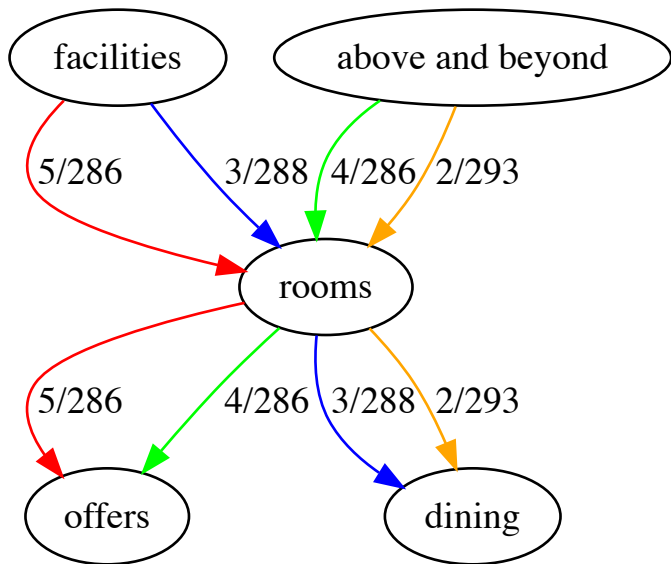 facilities
above and beyond
5/286
3/288
4/286
2/293
rooms
5/286
4/286
3/288
2/293
offers
dining